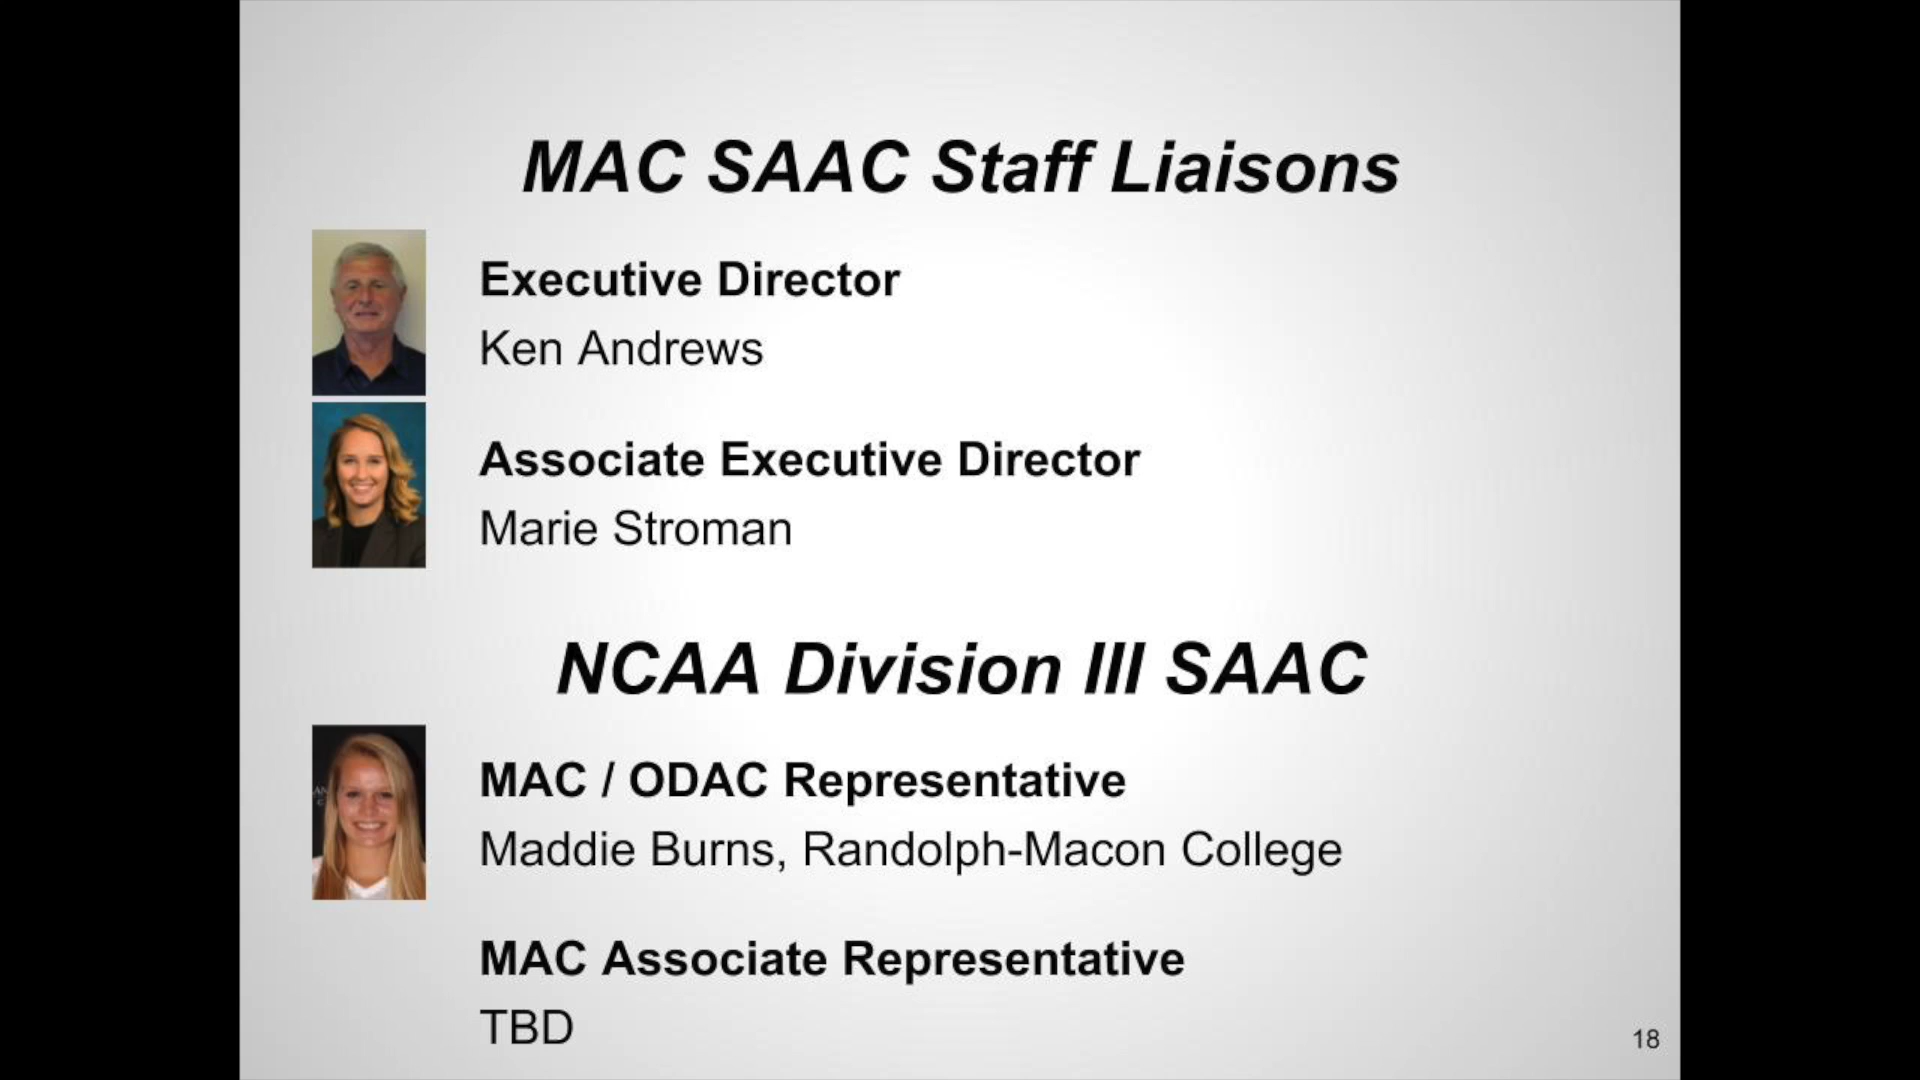 MAC SAAC Staff Liaisons
Executive Director
Ken Andrews
Associate Executive Director
Marie Stroman
NCAA Division III SAAC
MAC / ODAC Representative
Maddie Burns, Randolph-Macon College
MAC Associate Representative
TBD
18